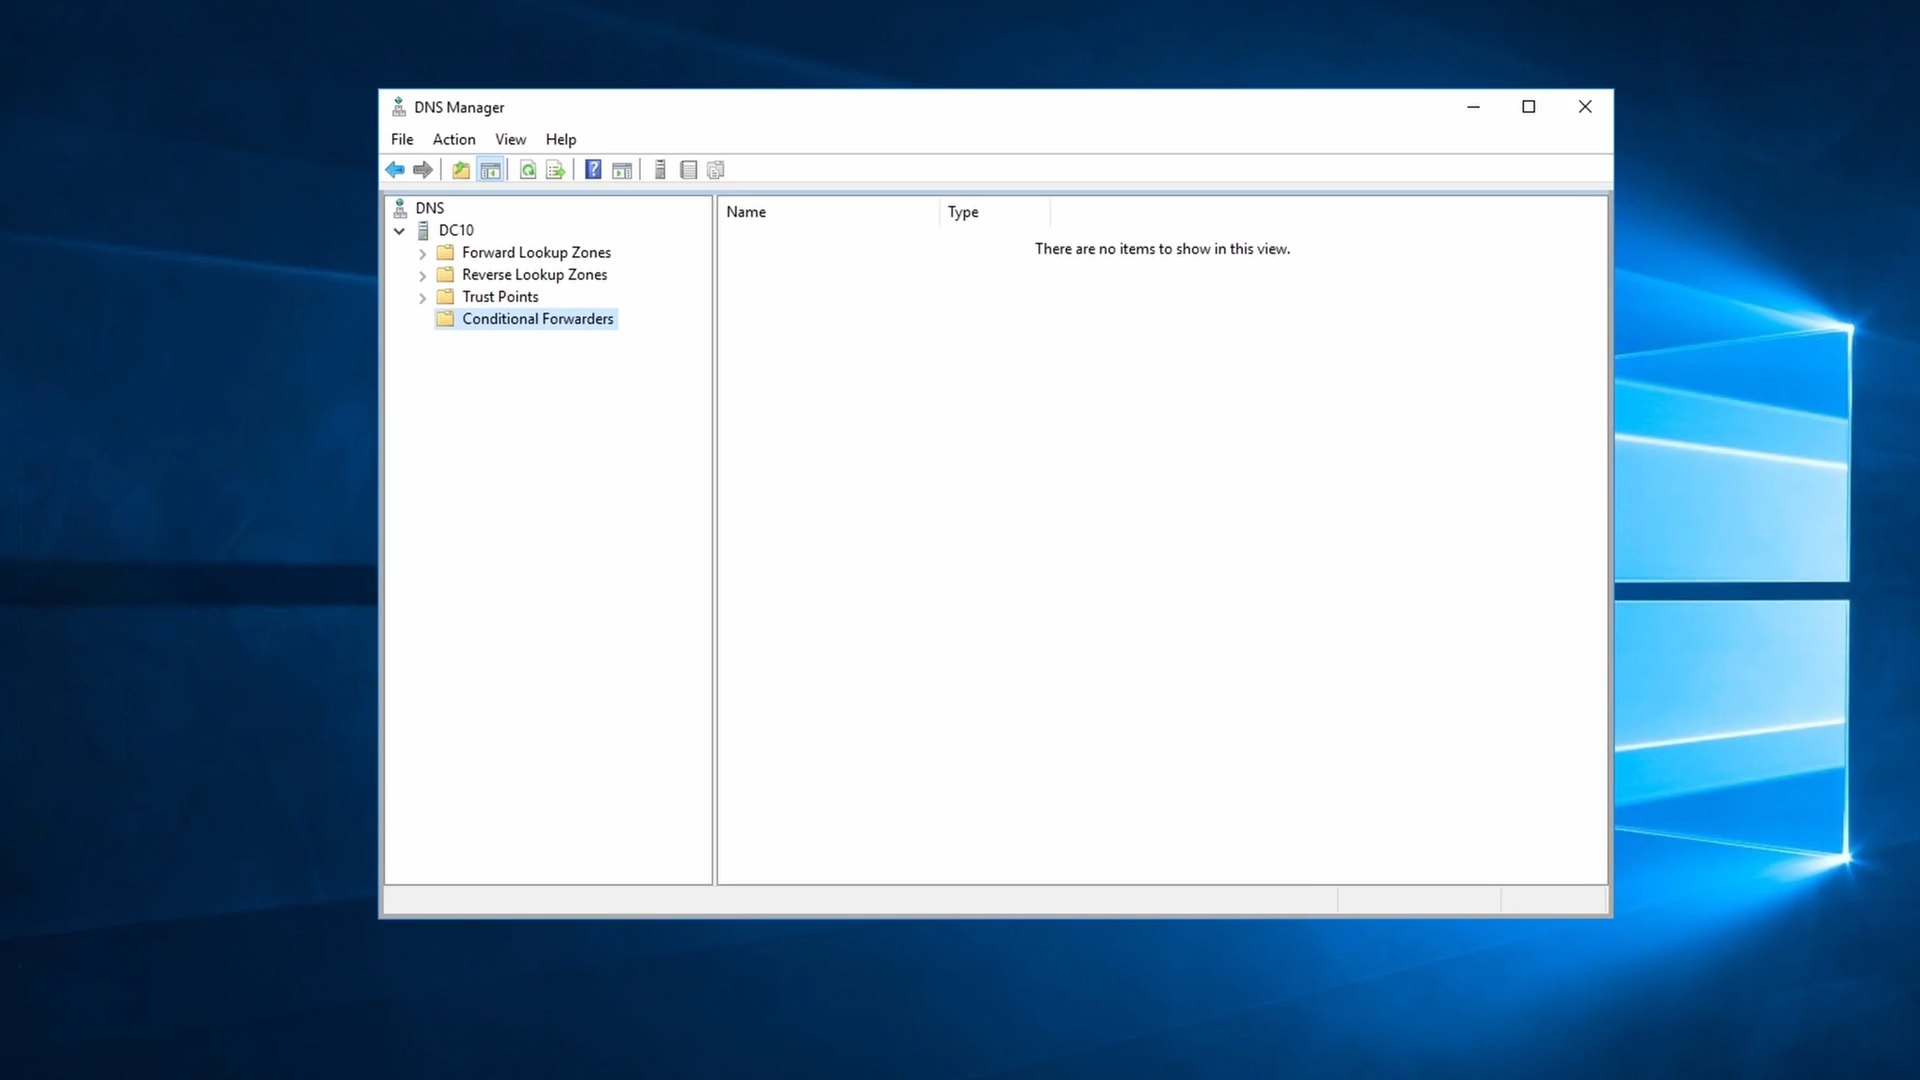 DNS Manager
File Action View Help
DNS
DC10
Forward Lookup Zones
Reverse Lookup Zones
Trust Points
Conditional Forwarders
Name Type
There are no items to show in this view.